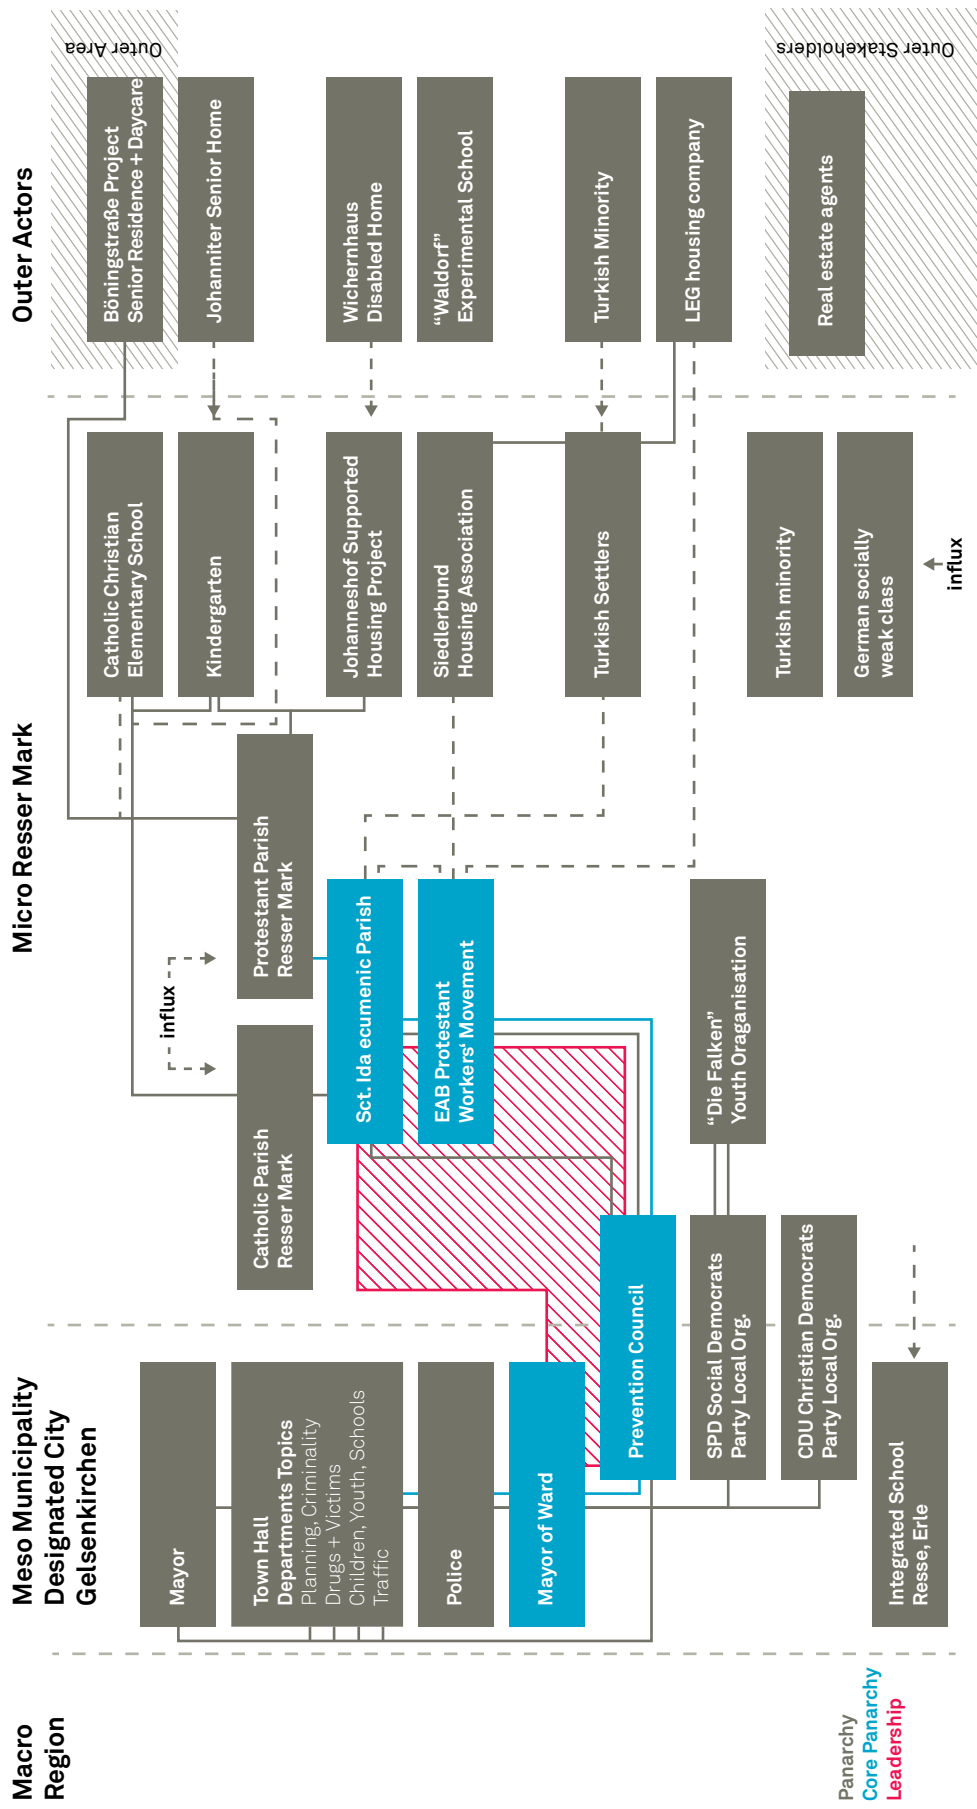 Macro
Region
Meso Municipality
Designated City
Gelsenkirchen
Micro Resser Mark
Outer Actors
Mayor
Town Hall
Departments Topics
Planning, Criminality
Drugs + Victims
Children, Youth, Schools
Traffic
Police
Mayor of Ward
Prevention Council
SPD Social Democrats
Party Local Org.
CDU Christian Democrats
Party Local Org.
Integrated School
Resse, Erle
influx
Catholic Parish
Resser Mark
Protestant Parish
Resser Mark
Sct. Ida ecumenic Parish
EAB Protestant
Workers' Movement
"Die Falken"
Youth Oraganisation
Catholic Christian
Elementary School
Kindergarten
Johanneshof Supported
Housing Project
Siedlerbund
Housing Association
Turkish Settlers
Turkish minority
German socially
weak class
influx
Outer Area
Böningstraße Project
Senior Residence + Daycare
Johanniter Senior Home
Wichernhaus
Disabled Home
"Waldorf"
Experimental School
Turkish Minority
LEG housing company
Real estate agents
Outer Stakeholders
Panarchy
Core Panarchy
Leadership